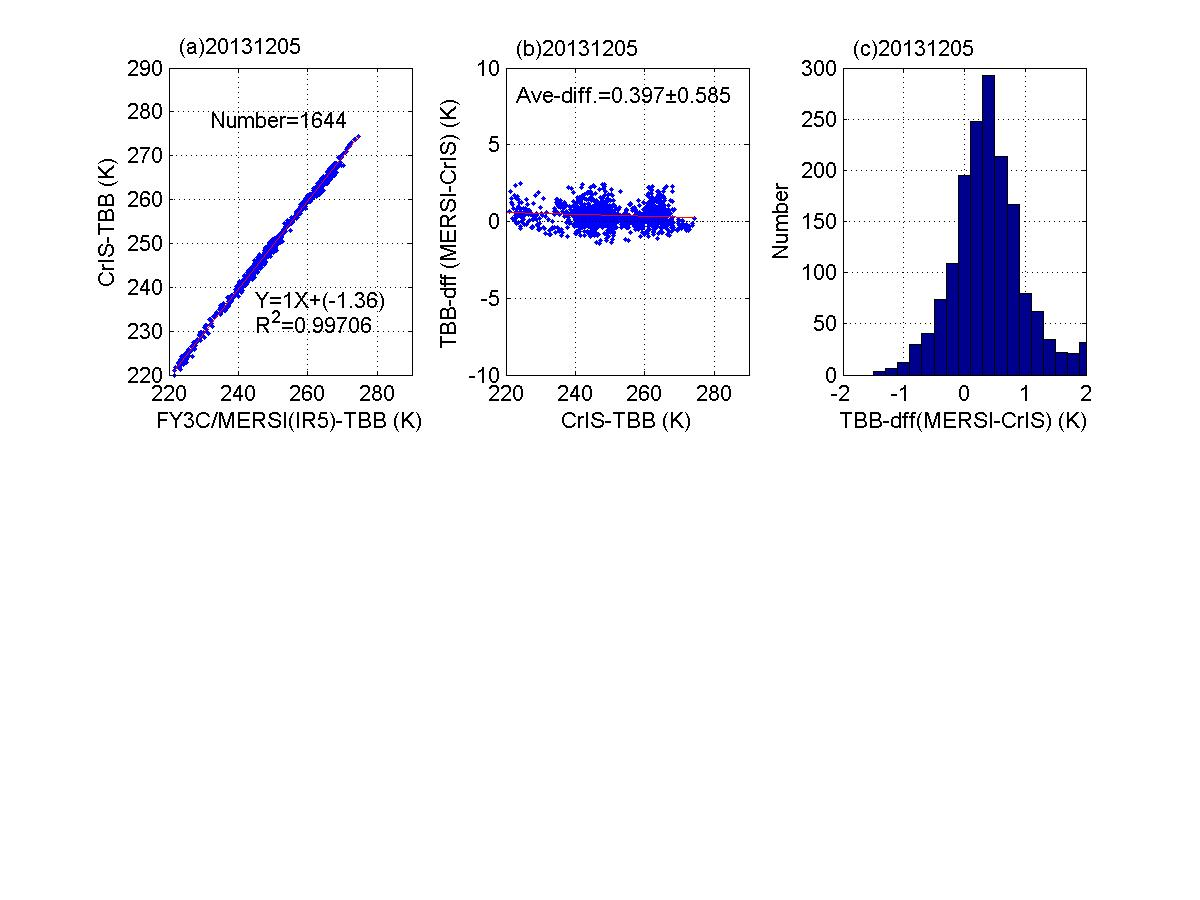 (a)20131205
290
280
270
260
250
240
230
220
220 240 260 280
CrIS-TBB (K)
FY3C/MERSI(IR5)-TBB (K)
Number=1644
Y=1X+(-1.36)
R²=0.99706
(b)20131205
10
5
0
-5
-10
220 240 260 280
TBB-dff (MERSI-CrIS) (K)
CrIS-TBB (K)
Ave-diff.=0.397±0.585
(c)20131205
300
250
200
150
100
50
0
-2 -1 0 1 2
Number
TBB-dff(MERSI-CrIS) (K)